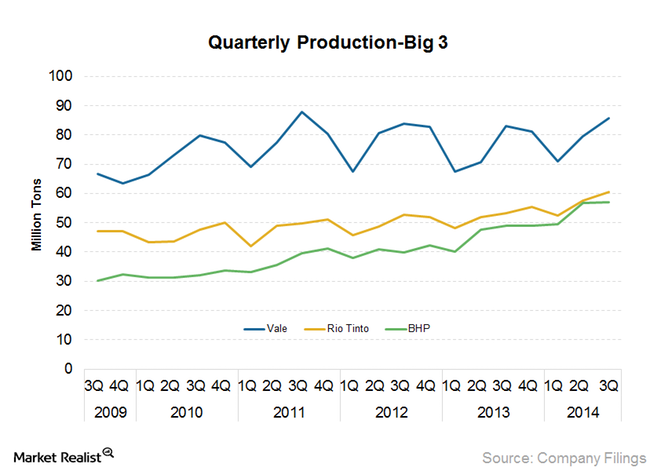 Quarterly Production-Big 3
Million Tons
100
90
80
70
60
50
40
30
20
10
0
Vale Rio Tinto BHP
3Q 4Q 1Q 2Q 3Q 4Q 1Q 2Q 3Q 4Q 1Q 2Q 3Q 4Q 1Q 2Q 3Q 4Q 1Q 2Q 3Q
2009 2010 2011 2012 2013 2014
Market Realist
Source: Company Filings